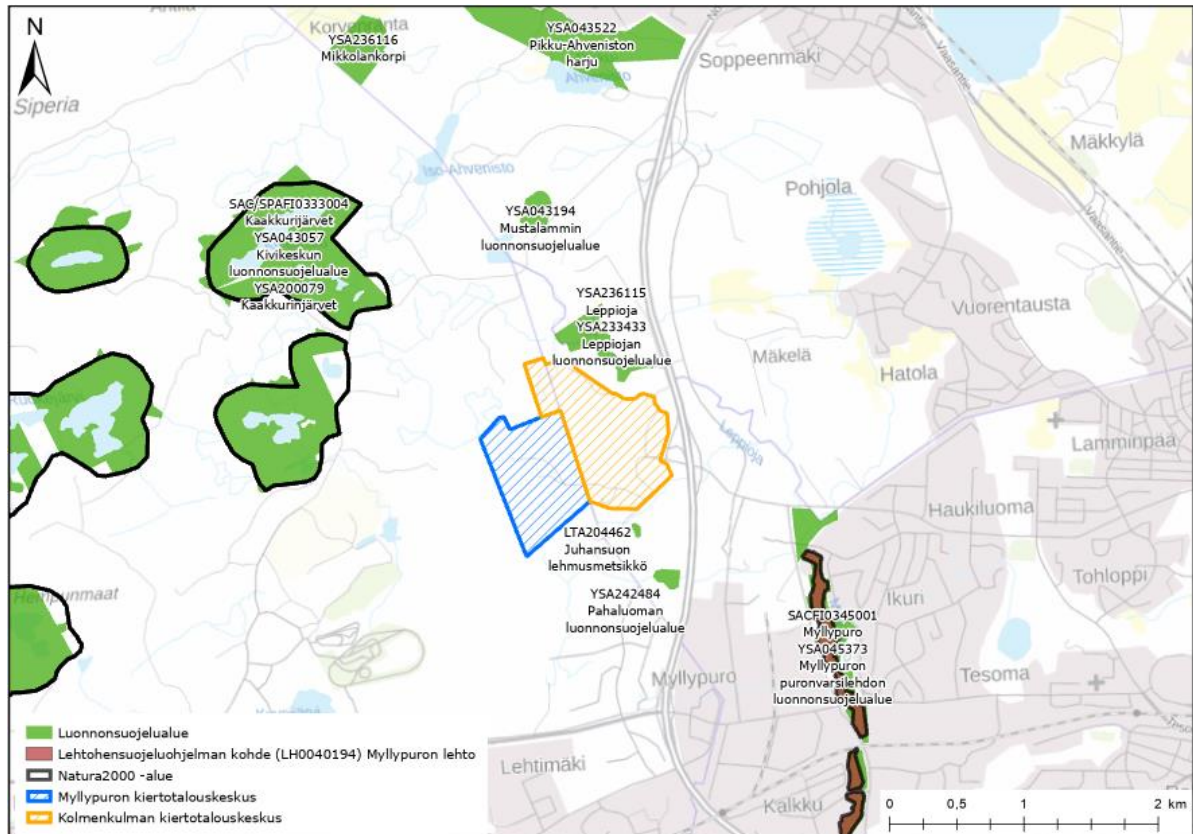 N
Korvenranta
YSA236116
Mikkolankorpi
YSA043522
Pikku-Ahveniston
harju
Ahvenisto
Soppeenmäki
Vaasantie
Siperia
Mäkkylä
Iso-Ahvenisto
Pohjola
SAC/SPAFI0333004
Kaakkurijärvet
YSA043057
Kivikeskun
luonnonsuojelualue
YSA200079
Kaakkurinjärvet
YSA043194
Mustalammin
luonnonsuojelualue
Vaasantie
YSA236115
Leppioja
YSA233433
Leppiojan
luonnonsuojelualue
Vuorentausta
Mäkelä
Hatola
Leppioja
Lamminpää
Haukiluoma
LTA204462
Juhansuon
lehmusmetsikkö
Tohloppi
YSA242484
Pahaluoman
luonnonsuojelualue
Ikuri
SACFI0345001
Myllypuro
YSA045373
Myllypuron
puronvarsilehdon
luonnonsuojelualue
Myllypuro
Tesoma
Lehtimäki
Kalkku
Luonnonsuojelualue
Lehtohensuojeluohjelman kohde (LH0040194) Myllypuron lehto
Natura2000 -alue
Myllypuron kiertotalouskeskus
Kolmenkulman kiertotalouskeskus
0 0,5 1 2 km